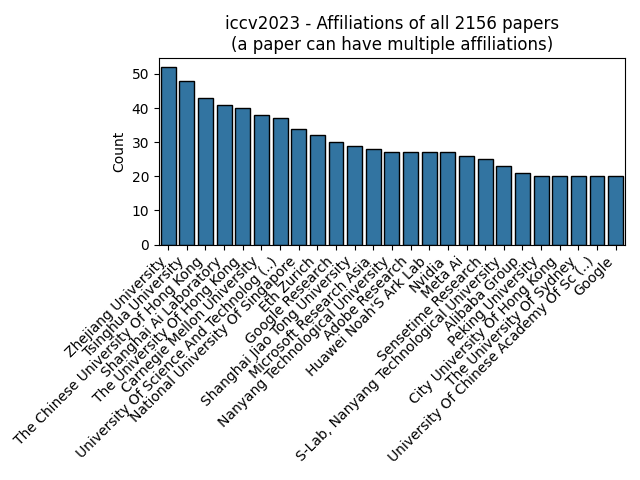 iccv2023 - Affiliations of all 2156 papers
(a paper can have multiple affiliations)
Count
50
40
30
20
10
0
Zhejiang University
Tsinghua University
The Chinese University Of Hong Kong
Shanghai Ai Laboratory
The University Of Hong Kong
Carnegie Mellon University
University Of Science And Technolog (..)
National University Of Singapore
Eth Zurich
Google Research
Shanghai Jiao Tong University
Microsoft Research Asia
Nanyang Technological University
Adobe Research
Huawei Noah'S Ark Lab
Nvidia
Meta Ai
Sensetime Research
S-Lab, Nanyang Technological University
Alibaba Group
Peking University
City University Of Hong Kong
The University Of Sydney
University Of Chinese Academy Of Sc (..)
Google